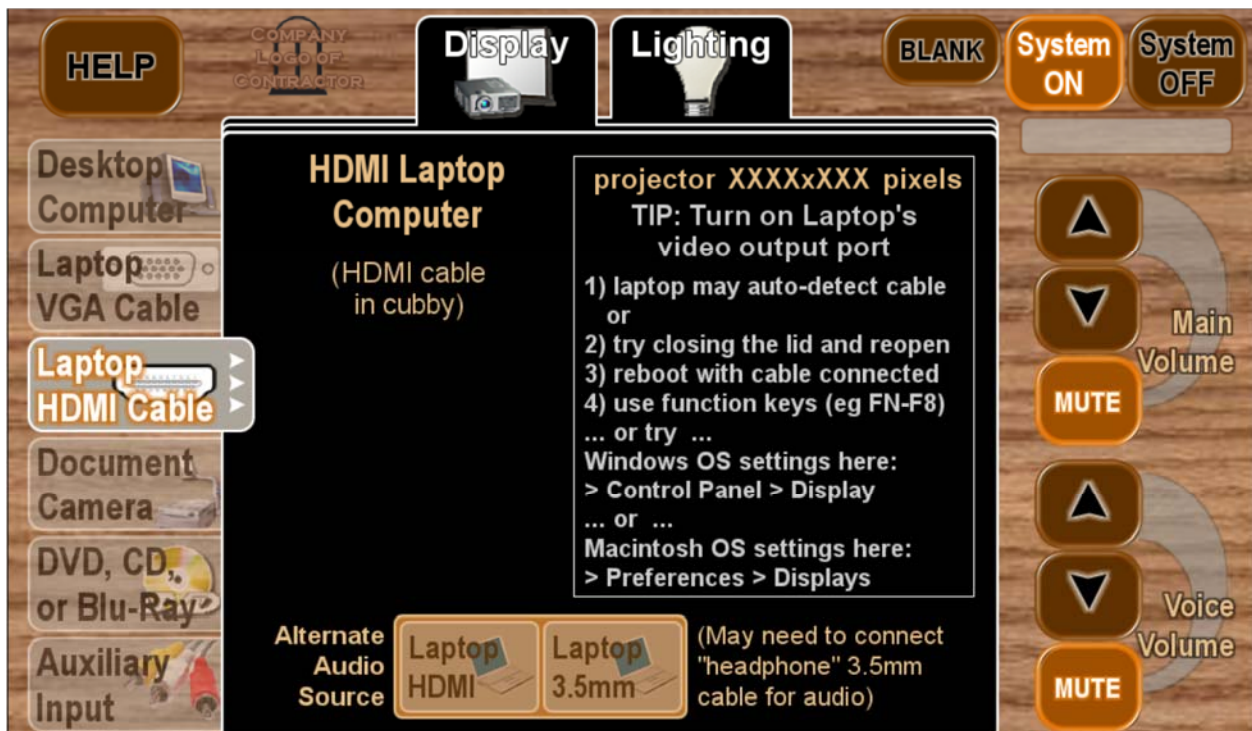 HELP
COMPANY
LOGO OF
CONTRACTOR
Display
Lighting
BLANK
System
ON
System
OFF
Desktop
Computer
Laptop
VGA Cable
Laptop
HDMI Cable
Document
Camera
DVD, CD,
or Blu-Ray
Auxiliary
Input
HDMI Laptop
Computer
(HDMI cable
in cubby)
projector XXXXxXXX pixels
TIP: Turn on Laptop's
video output port
1) laptop may auto-detect cable
or
2) try closing the lid and reopen
3) reboot with cable connected
4) use function keys (eg FN-F8)
... or try ...
Windows OS settings here:
> Control Panel > Display
... or ...
Macintosh OS settings here:
> Preferences > Displays
Alternate
Audio
Source
Laptop
HDMI
Laptop
3.5mm
(May need to connect
"headphone" 3.5mm
cable for audio)
Main
Volume
MUTE
Voice
Volume
MUTE